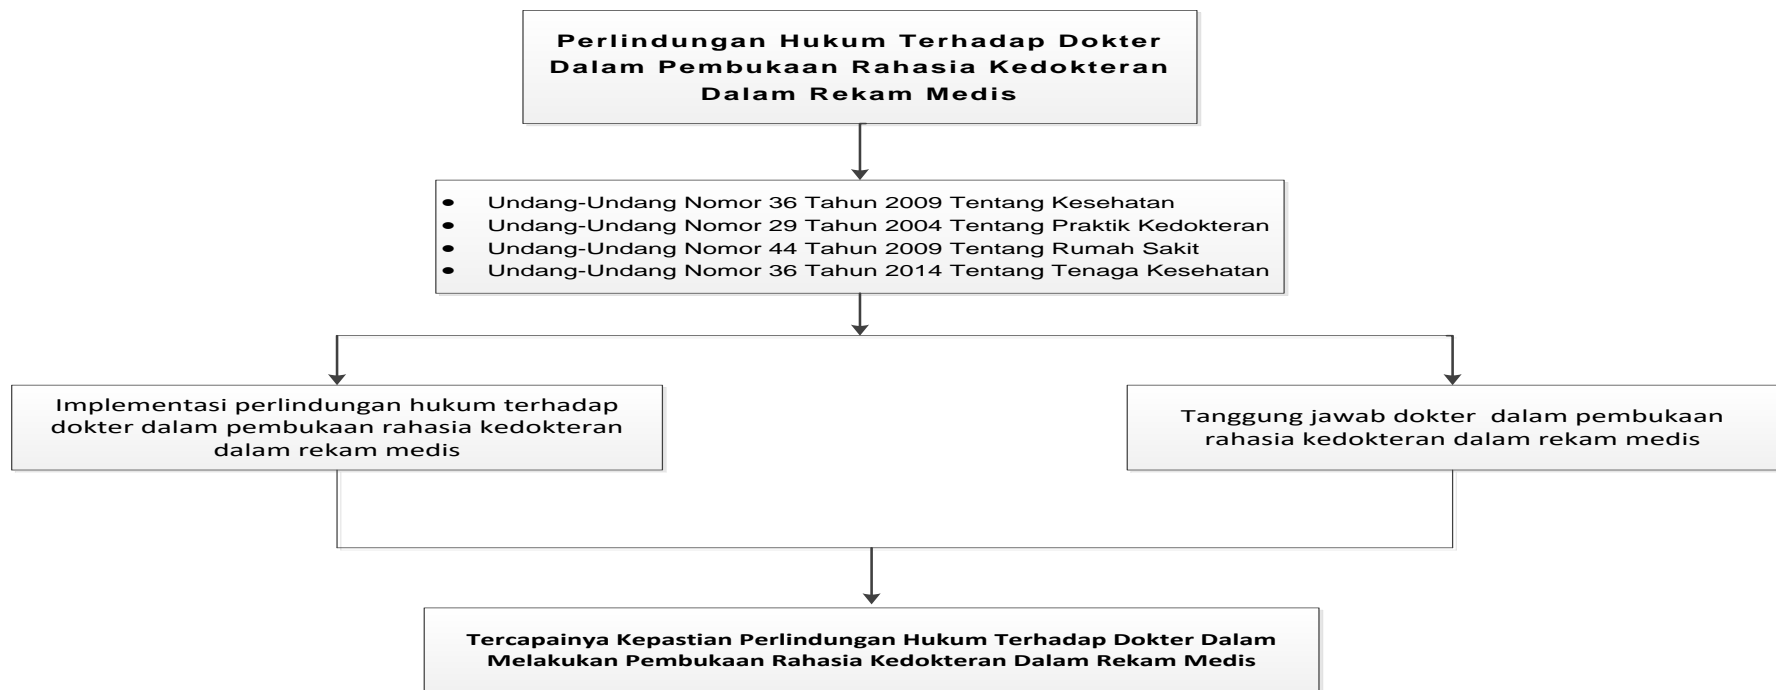 Perlindungan Hukum Terhadap Dokter
Dalam Pembukaan Rahasia Kedokteran
Dalam Rekam Medis
• Undang-Undang Nomor 36 Tahun 2009 Tentang Kesehatan
• Undang-Undang Nomor 29 Tahun 2004 Tentang Praktik Kedokteran
• Undang-Undang Nomor 44 Tahun 2009 Tentang Rumah Sakit
• Undang-Undang Nomor 36 Tahun 2014 Tentang Tenaga Kesehatan
Implementasi perlindungan hukum terhadap
dokter dalam pembukaan rahasia kedokteran
dalam rekam medis
Tanggung jawab dokter dalam pembukaan
rahasia kedokteran dalam rekam medis
Tercapainya Kepastian Perlindungan Hukum Terhadap Dokter Dalam
Melakukan Pembukaan Rahasia Kedokteran Dalam Rekam Medis